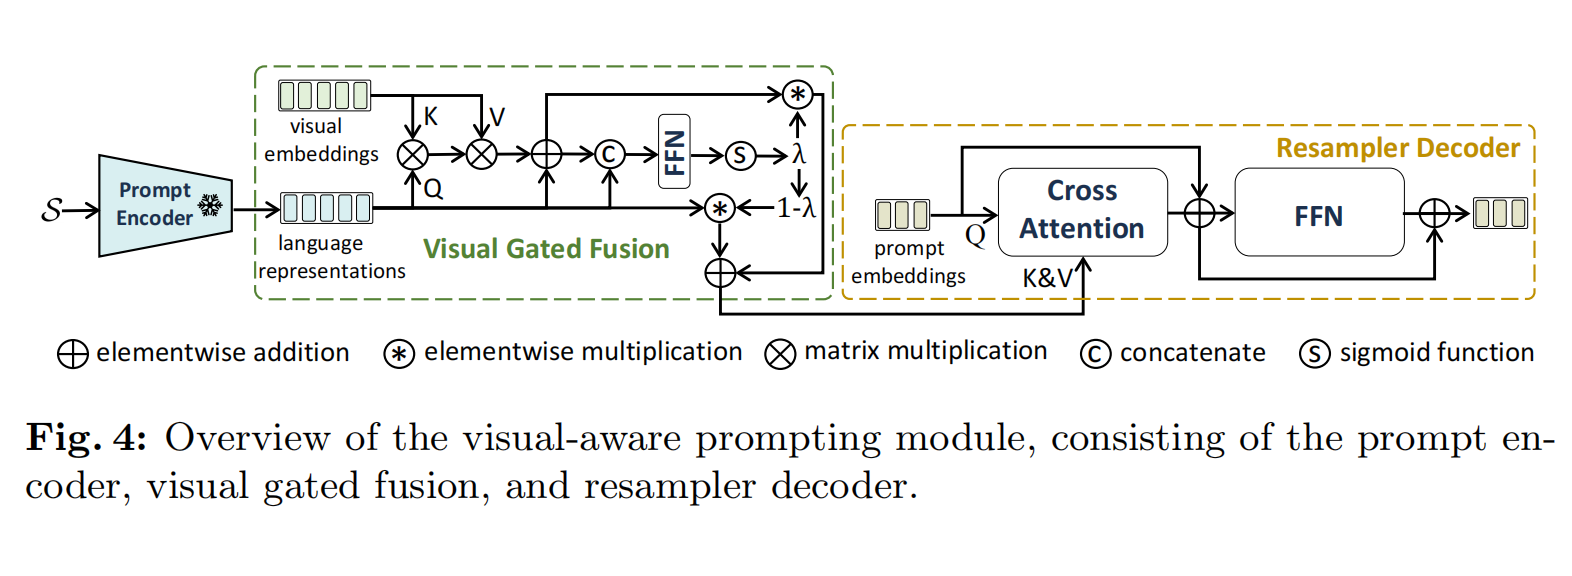 visual
embeddings
K
V
FFN
S
λ
C
Prompt
Encoder
𝒮
Q
1-λ
language
representations
Visual Gated Fusion
Resampler Decoder
Cross
Attention
FFN
prompt
embeddings
Q
K&V
elementwise addition
elementwise multiplication
matrix multiplication
C concatenate
S sigmoid function
Fig. 4: Overview of the visual-aware prompting module, consisting of the prompt en-
coder, visual gated fusion, and resampler decoder.